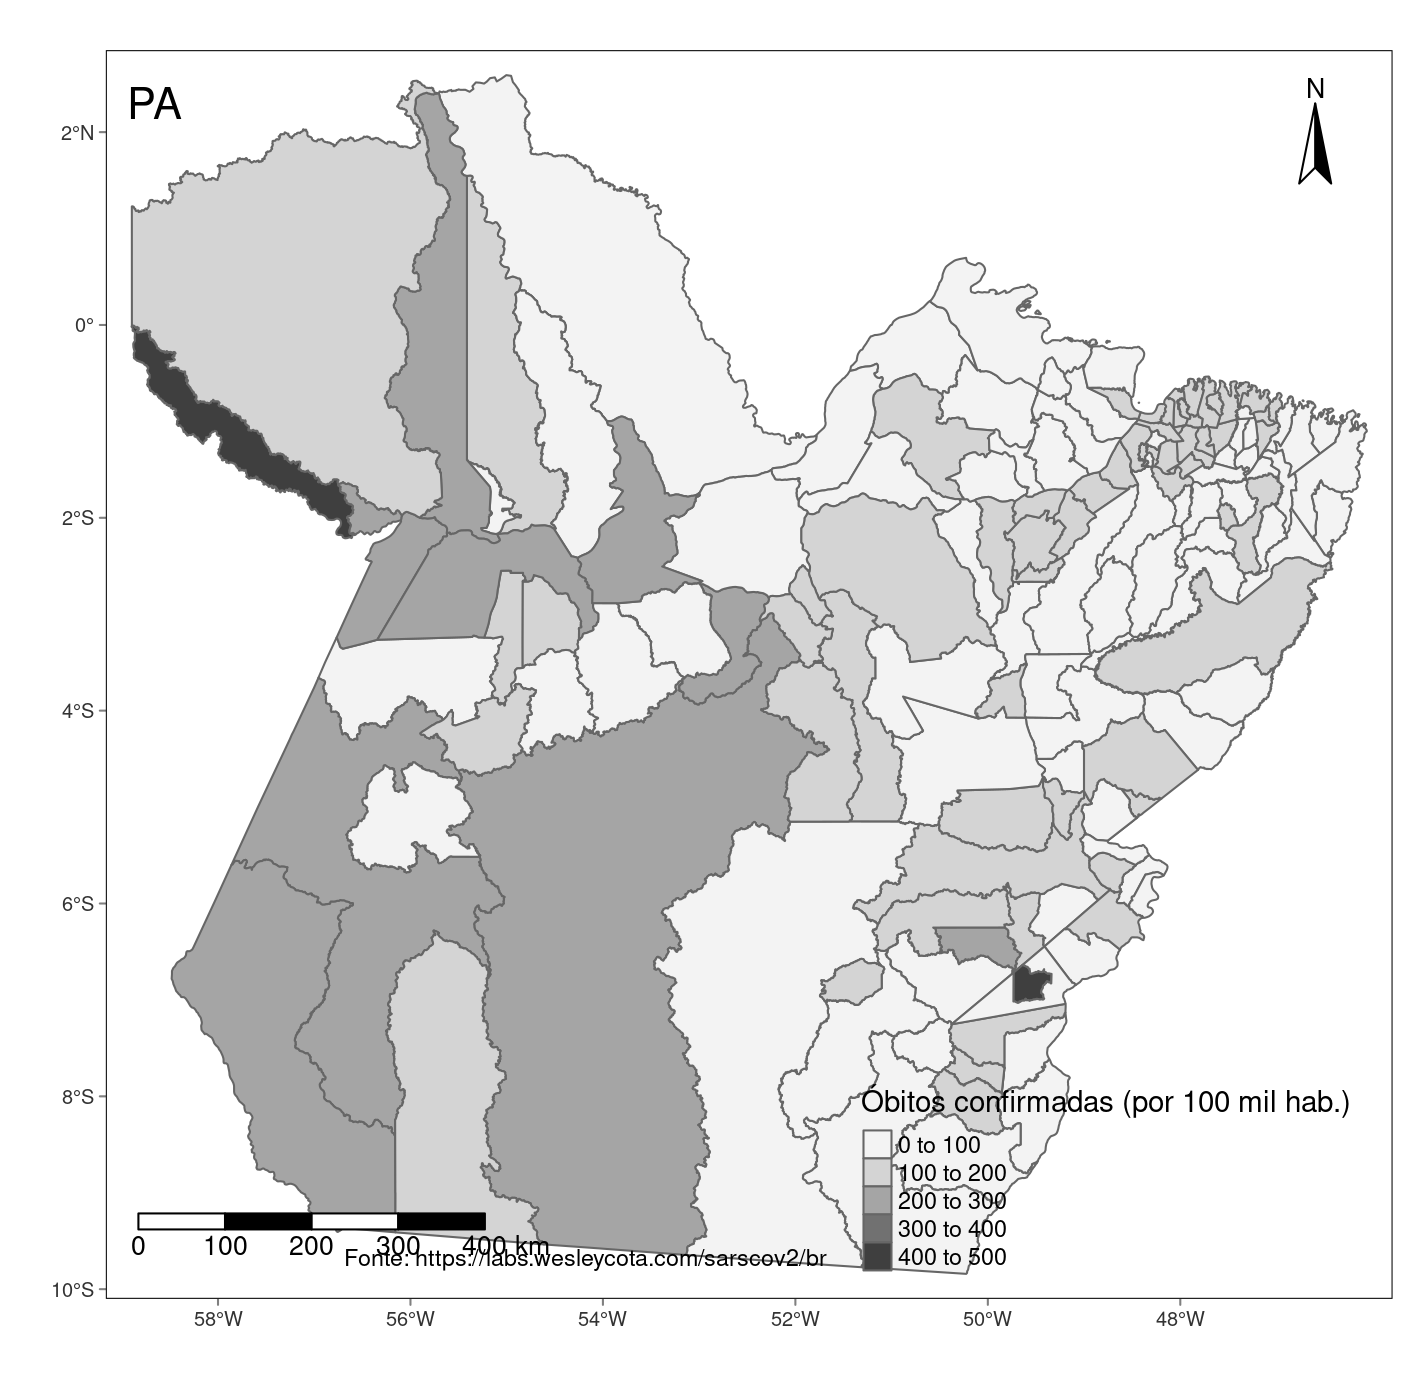 PA
N
2°N
0°
2°S
4°S
6°S
8°S
10°S
Óbitos confirmadas (por 100 mil hab.)
0 to 100
100 to 200
200 to 300
300 to 400
400 to 500
0 100 200 300 400 km
Fonte: https://labs.wesleycota.com/sarscov2/br
58°W 56°W 54°W 52°W 50°W 48°W